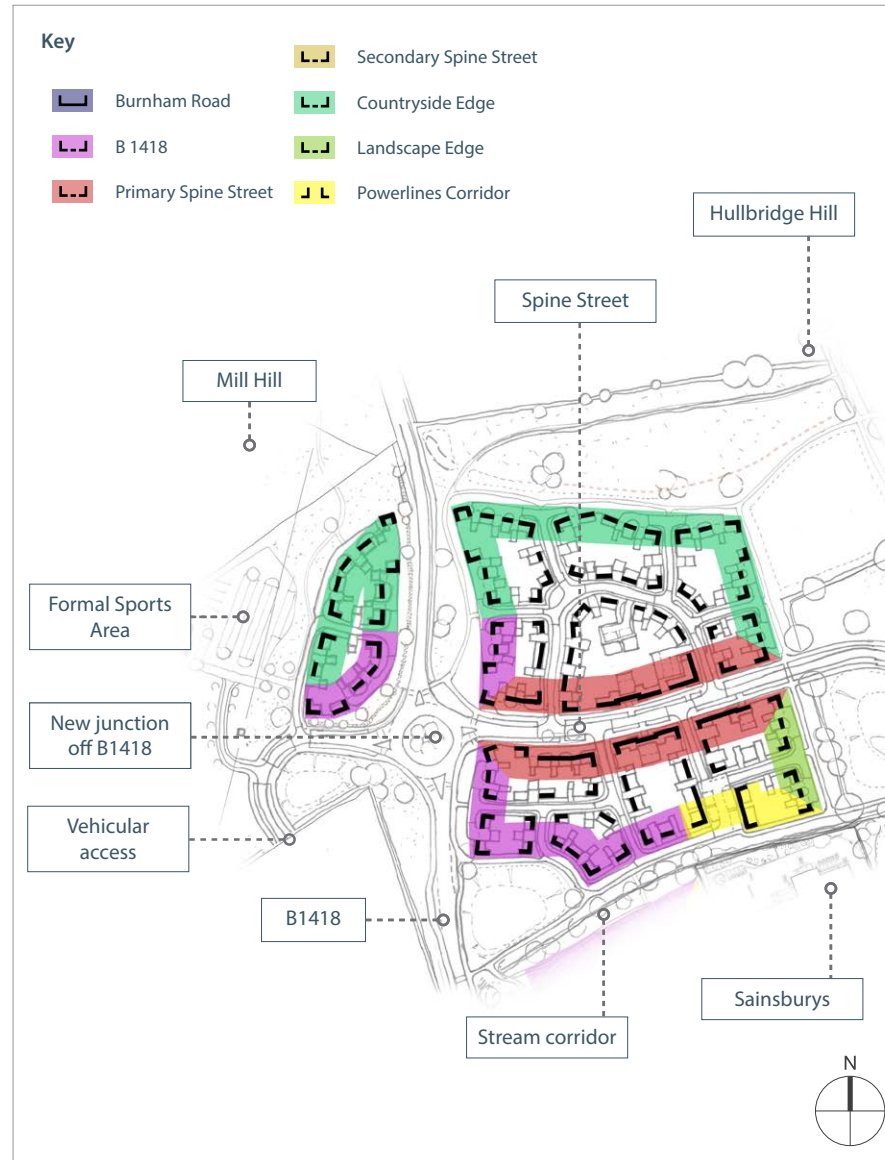 Key
Burnham Road
B 1418
Primary Spine Street
Secondary Spine Street
Countryside Edge
Landscape Edge
Powerlines Corridor
Hullbridge Hill
Spine Street
Mill Hill
Formal Sports
Area
New junction
off B1418
Vehicular
access
B1418
Stream corridor
Sainsburys
N